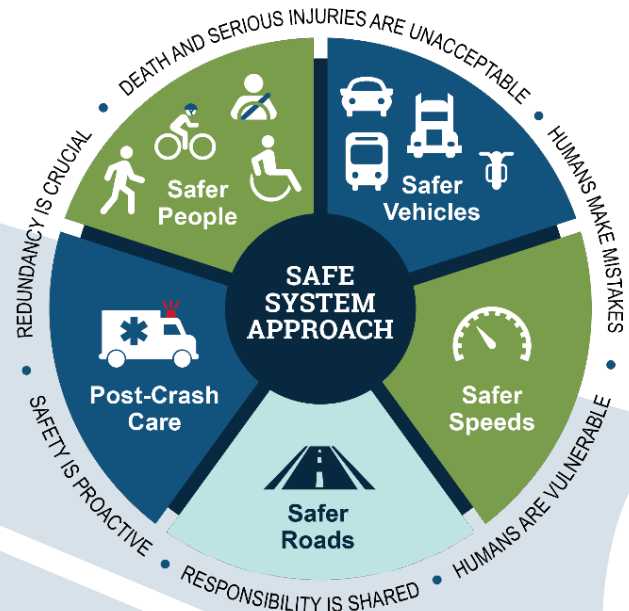 DEATH AND SERIOUS INJURIES ARE UNACCEPTABLE
HUMANS MAKE MISTAKES
HUMANS ARE VULNERABLE
RESPONSIBILITY IS SHARED
SAFETY IS PROACTIVE
REDUNDANCY IS CRUCIAL
Safer
People
Safer
Vehicles
SAFE
SYSTEM
APPROACH
Safer
Speeds
Post-Crash
Care
Safer
Roads